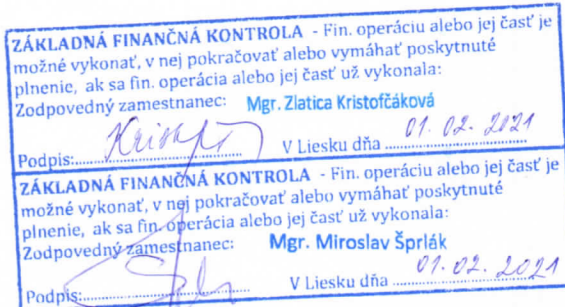 ZÁKLADNÁ FINANČNÁ KONTROLA - Fin. operáciu alebo jej časť je
možné vykonať, v nej pokračovať alebo vymáhať poskytnuté
plnenie, ak sa fin. operácia alebo jej časť už vykonala:
Zodpovedný zamestnanec: Mgr. Zlatica Kristofčáková
Podpis: V Liesku dňa 01. 02. 2021
ZÁKLADNÁ FINANČNÁ KONTROLA - Fin. operáciu alebo jej časť je
možné vykonať, v nej pokračovať alebo vymáhať poskytnuté
plnenie, ak sa fin. operácia alebo jej časť už vykonala:
Zodpovedný zamestnanec: Mgr. Miroslav Šprlák
Podpis: V Liesku dňa 01. 02. 2021